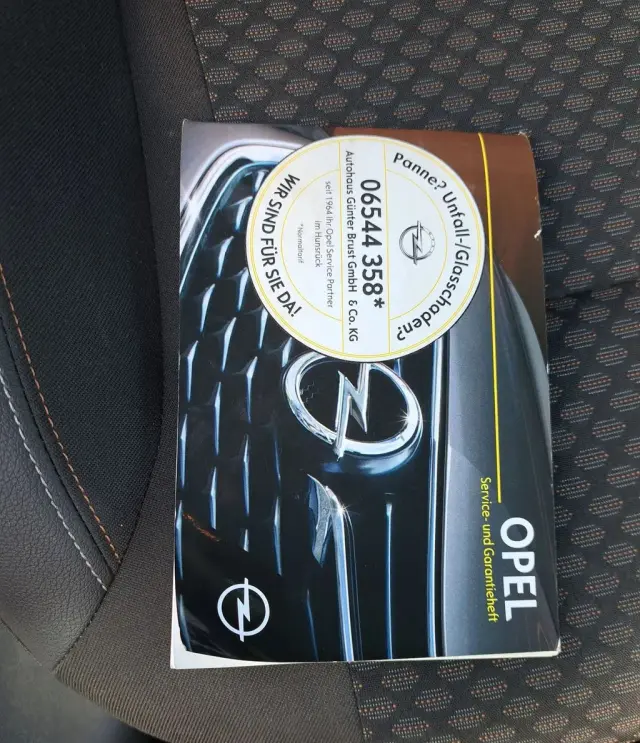 Panne? Unfall-/Glasschaden?
06544 358*
Autohaus Günter Brust GmbH & Co. KG
seit 1964 Ihr Opel Service Partner
im Hunsrück
*Normaltarif
WIR SIND FÜR SIE DA!
OPEL
Service- und Garantieheft